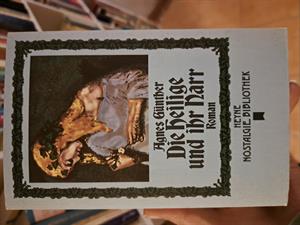 Agnes Günther
Die Heilige
und ihr Narr
Roman
HEYNE
NOSTALGIE BIBLIOTHEK